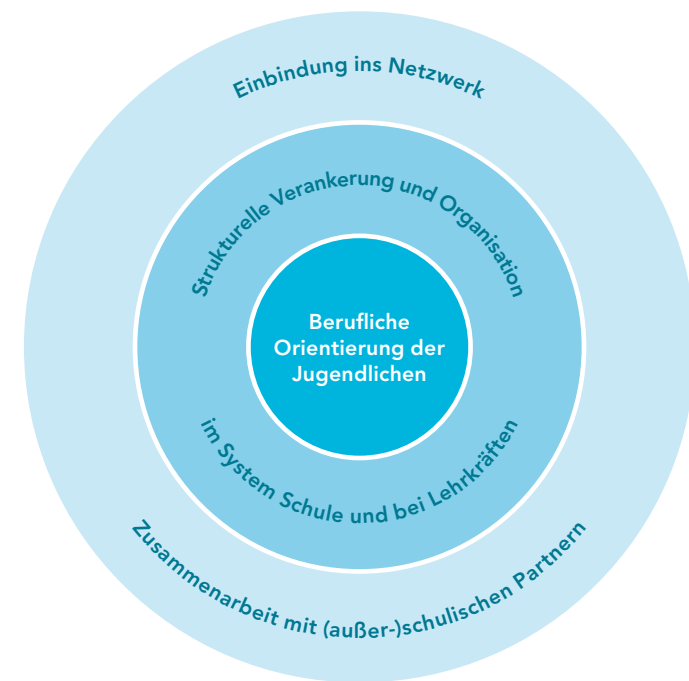 Einbindung ins Netzwerk
Strukturelle Verankerung und Organisation
Berufliche
Orientierung der
Jugendlichen
im System Schule und bei Lehrkräften
Zusammenarbeit mit (außer-)schulischen Partnern